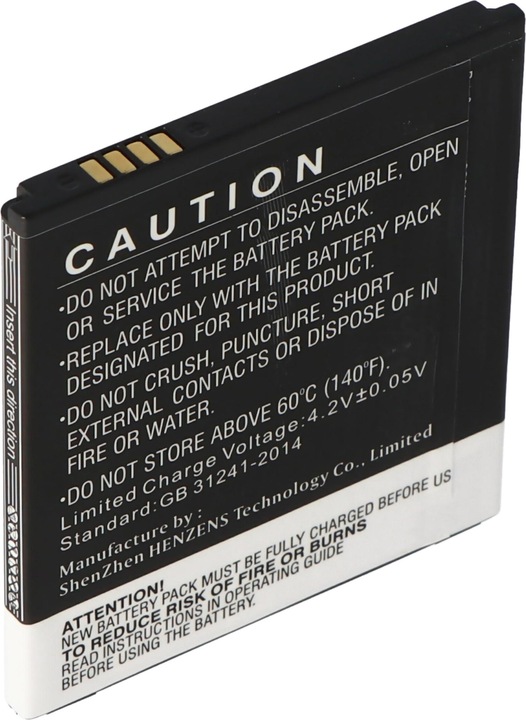 CAUTION
•DO NOT ATTEMPT TO DISASSEMBLE, OPEN
OR SERVICE THE BATTERY PACK.
•REPLACE ONLY WITH THE BATTERY PACK
DESIGNATED FOR THIS PRODUCT.
•DO NOT CRUSH, PUNCTURE, SHORT
EXTERNAL CONTACTS OR DISPOSE OF IN
FIRE OR WATER.
•DO NOT STORE ABOVE 60°C (140°F).
Limited Charge Voltage:4.2V±0.05V
Standard:GB 31241-2014
Manufacture by :
ShenZhen HENZENS Technology Co., Limited
ATTENTION!
NEW BATTERY PACK MUST BE FULLY CHARGED BEFORE US
TO REDUCE RISK OF FIRE OR BURNS
READ INSTRUCTIONS IN OPERATING GUIDE
BEFORE USING THE BATTERY.
Insert this direction